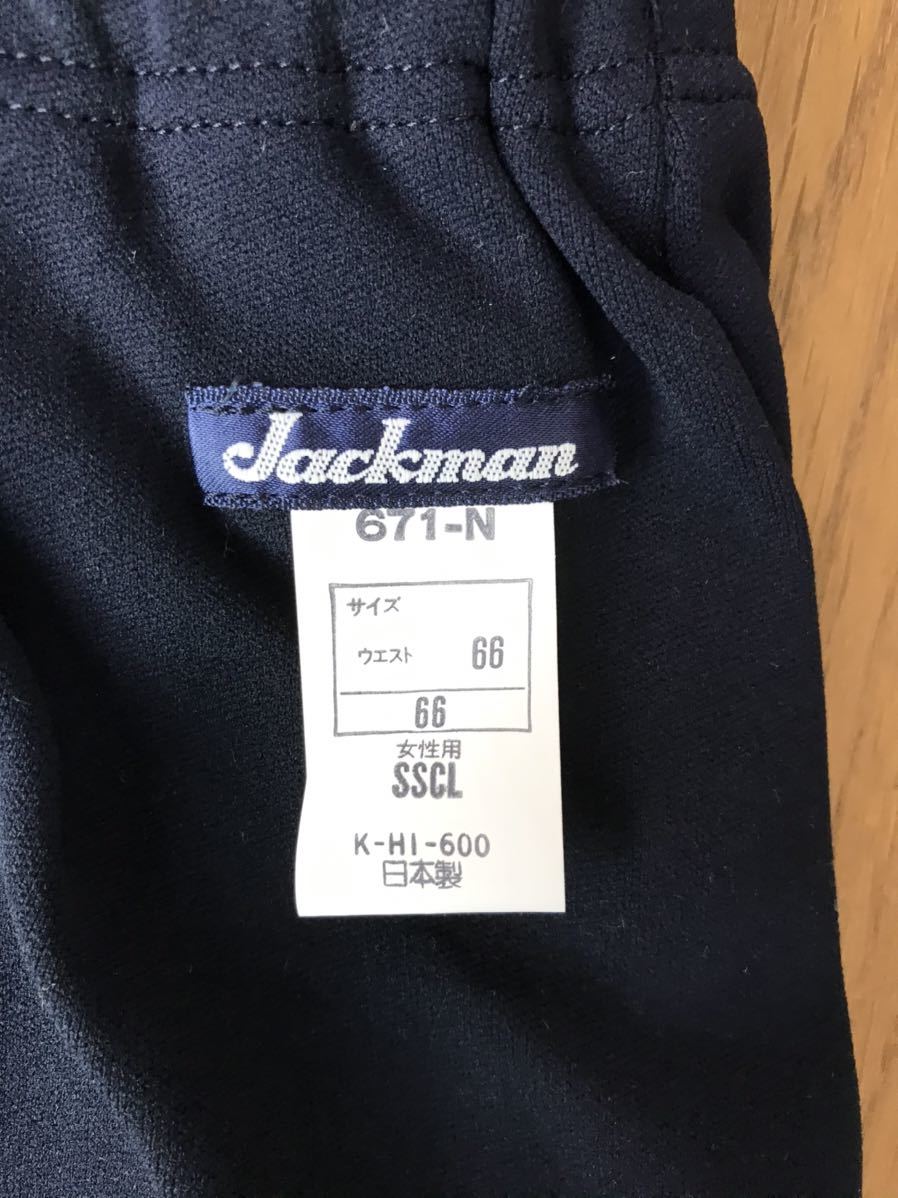 Jackman
671-N
サイズ
ウエスト 66
66
女性用
SSCL
K-HI-600
日本製